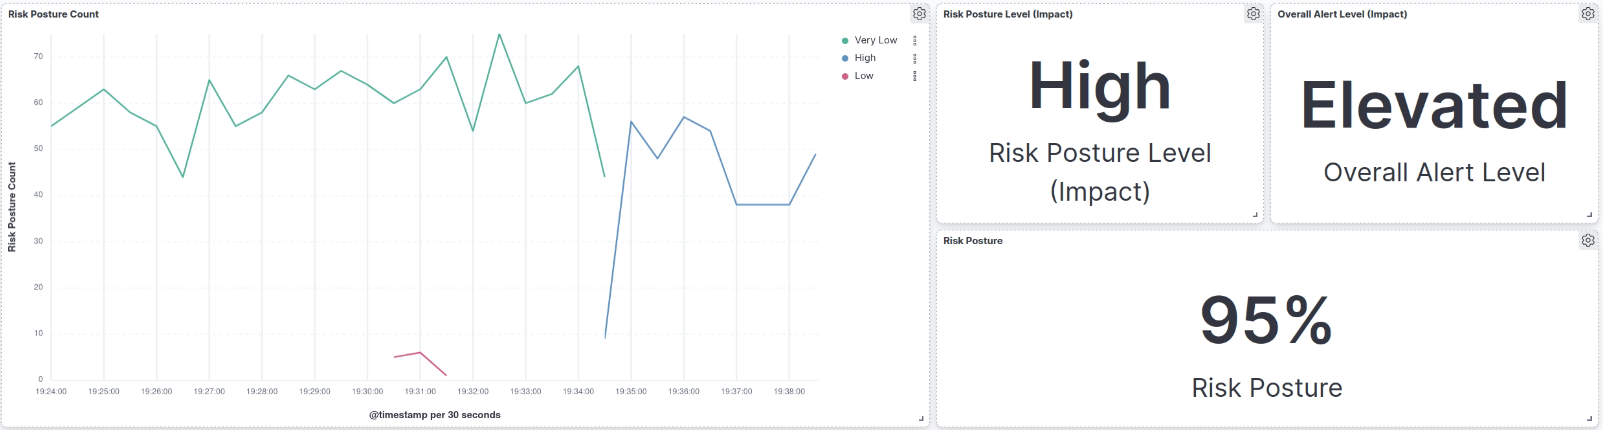 Risk Posture Count
70
60
50
40
30
20
10
0
Risk Posture Count
19:24:00 19:25:00 19:26:00 19:27:00 19:28:00 19:29:00 19:30:00 19:31:00 19:32:00 19:33:00 19:34:00 19:35:00 19:36:00 19:37:00 19:38:00
@timestamp per 30 seconds
Very Low
High
Low
Risk Posture Level (Impact)
High
Risk Posture Level
(Impact)
Overall Alert Level (Impact)
Elevated
Overall Alert Level
Risk Posture
95%
Risk Posture